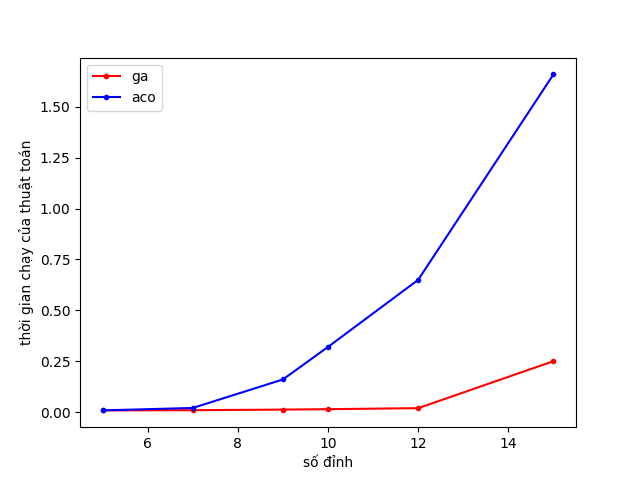 ga
aco
1.50
1.25
1.00
0.75
0.50
0.25
0.00
thời gian chạy của thuật toán
6 8 10 12 14
số đỉnh